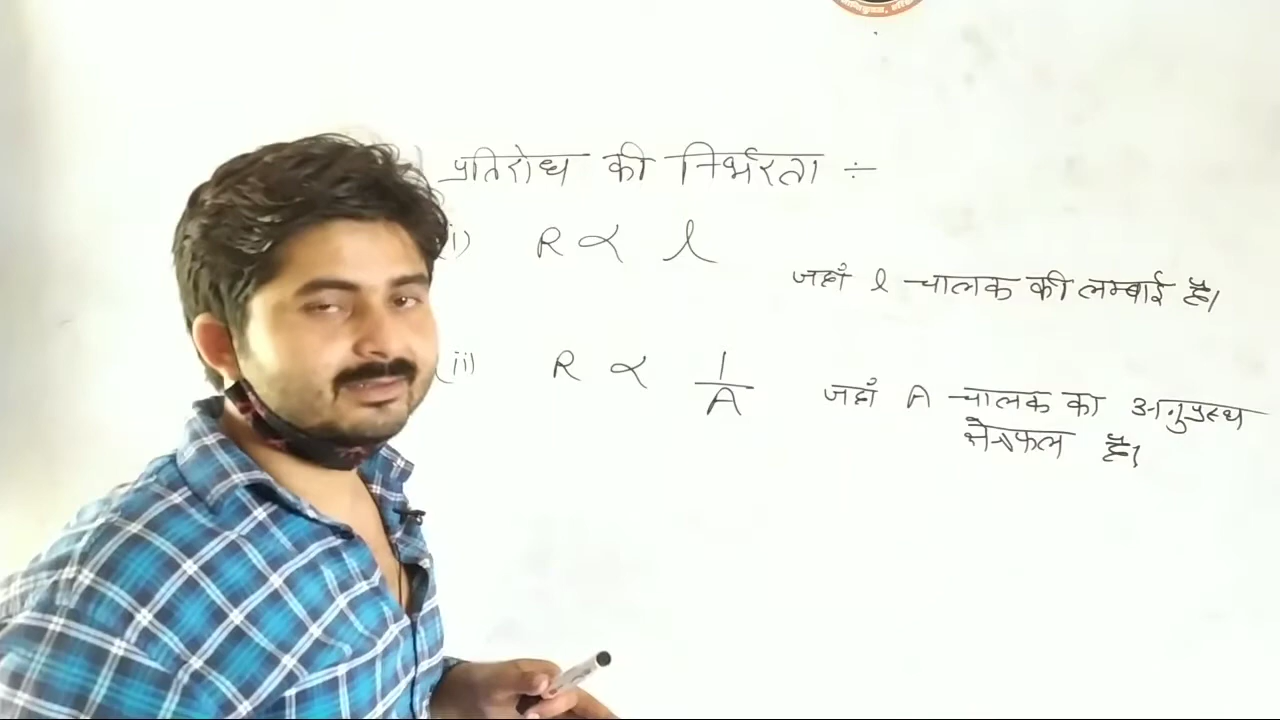 प्रतिरोध की निर्भरता ÷
(i) R ∝ l
जहाँ l चालक की लम्बाई है।
(ii) R ∝ 1/A जहाँ A चालक का अनुप्रस्थ
क्षेत्रफल है।